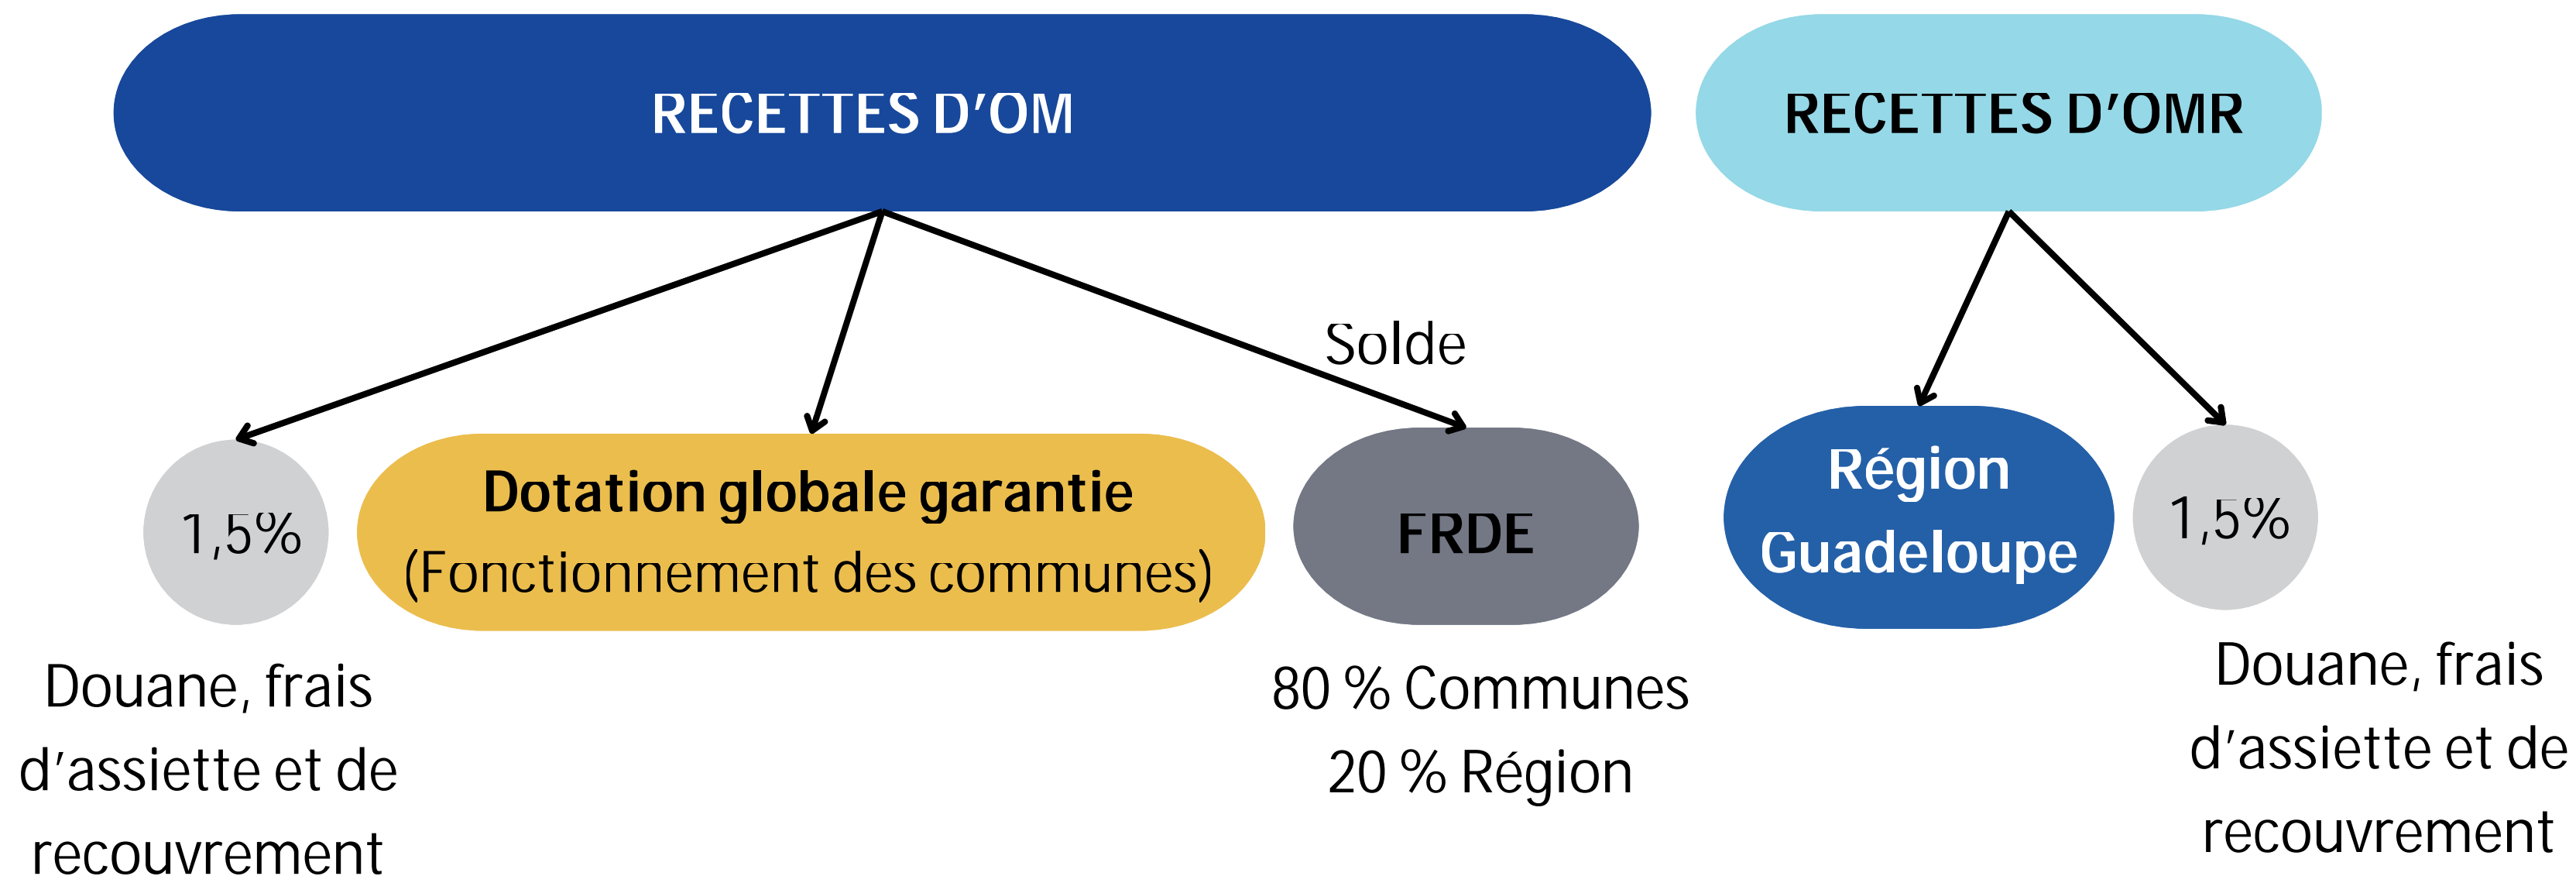 RECETTES D'OM
RECETTES D'OMR
Solde
1,5%
Dotation globale garantie
(Fonctionnement des communes)
FRDE
Région
Guadeloupe
1,5%
Douane, frais
d'assiette et de
recouvrement
80 % Communes
20 % Région
Douane, frais
d'assiette et de
recouvrement